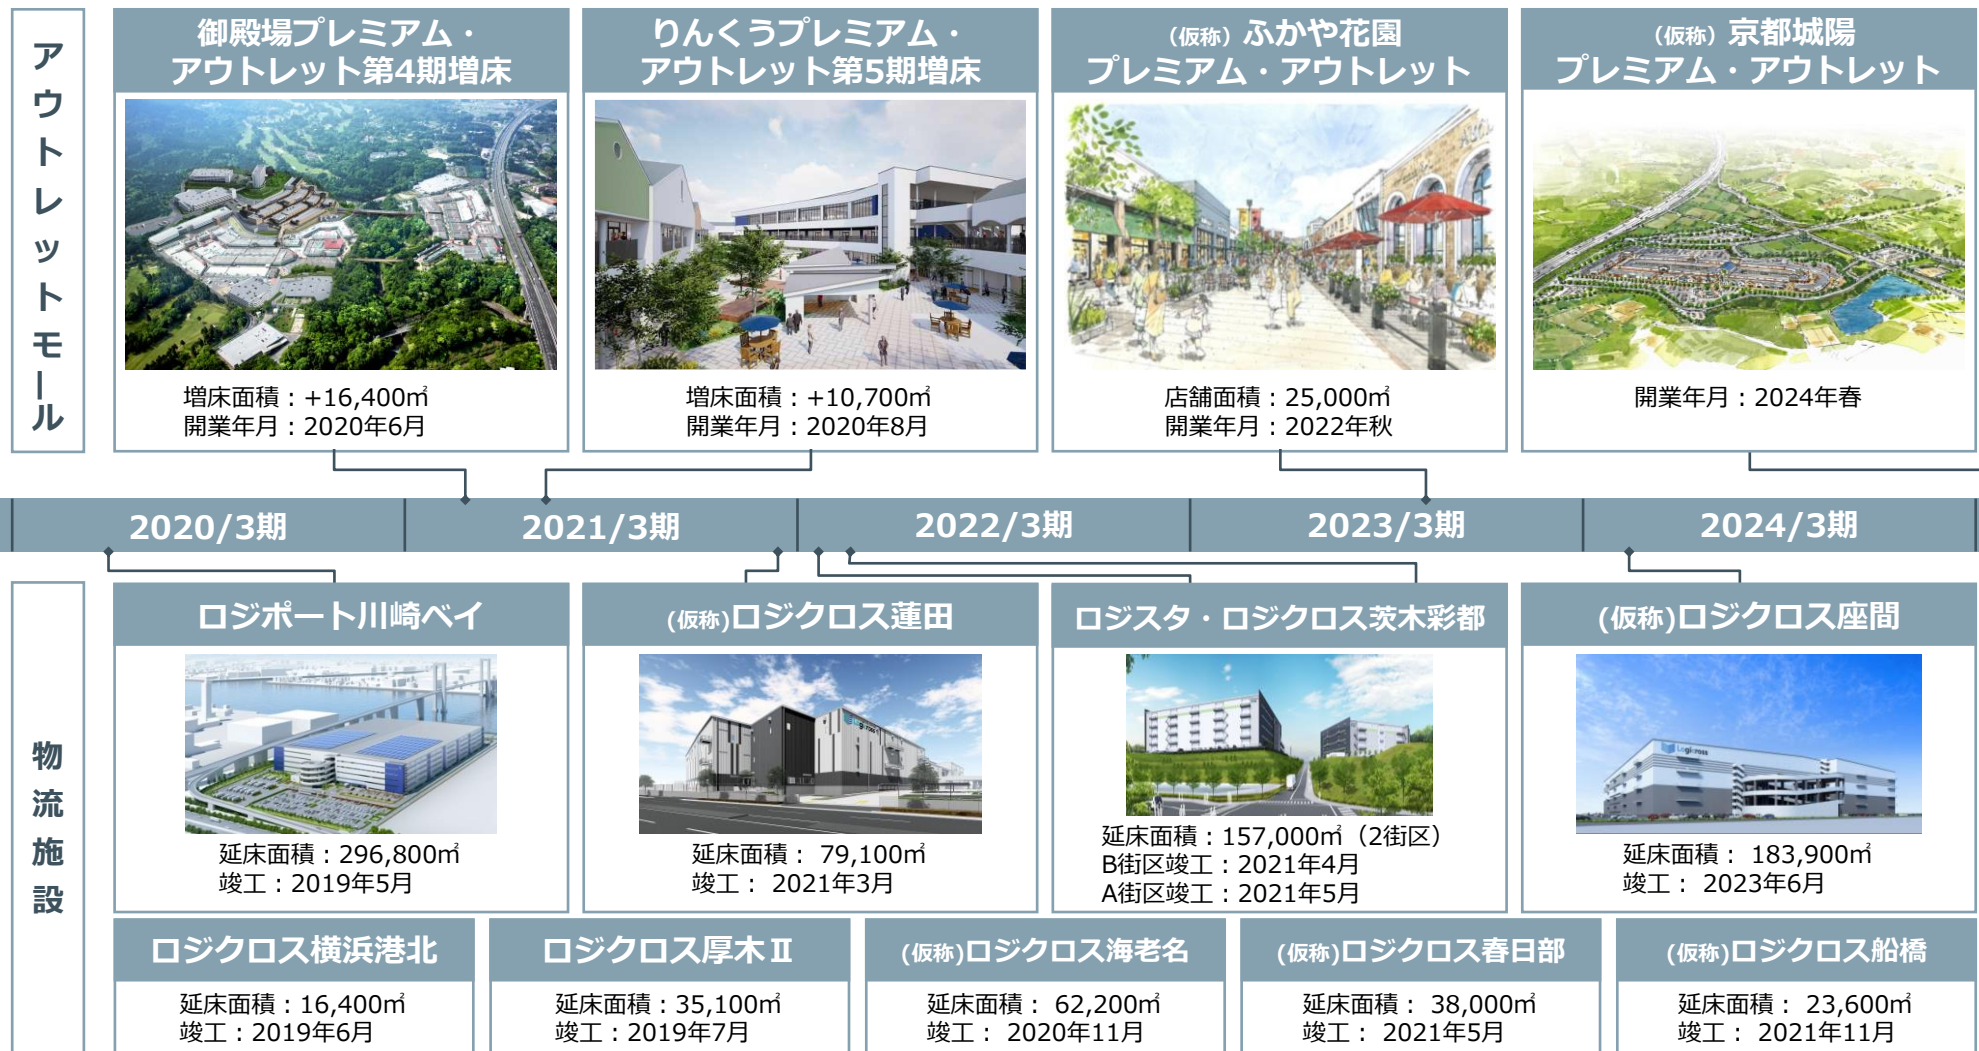 アウトレットモール
御殿場プレミアム・
アウトレット第4期増床
増床面積：+16,400㎡
開業年月：2020年6月
りんくうプレミアム・
アウトレット第5期増床
増床面積：+10,700㎡
開業年月：2020年8月
（仮称）ふかや花園
プレミアム・アウトレット
店舗面積：25,000㎡
開業年月：2022年秋
（仮称）京都城陽
プレミアム・アウトレット
開業年月：2024年春
2020/3期
2021/3期
2022/3期
2023/3期
2024/3期
物流施設
ロジポート川崎ベイ
延床面積：296,800㎡
竣工：2019年5月
(仮称)ロジクロス蓮田
Logicross
延床面積： 79,100㎡
竣工： 2021年3月
ロジスタ・ロジクロス茨木彩都
延床面積：157,000㎡（2街区）
B街区竣工：2021年4月
A街区竣工：2021年5月
(仮称)ロジクロス座間
Logicross
延床面積： 183,900㎡
竣工： 2023年6月
ロジクロス横浜港北
延床面積：16,400㎡
竣工：2019年6月
ロジクロス厚木Ⅱ
延床面積：35,100㎡
竣工：2019年7月
(仮称)ロジクロス海老名
延床面積： 62,200㎡
竣工： 2020年11月
(仮称)ロジクロス春日部
延床面積： 38,000㎡
竣工： 2021年5月
(仮称)ロジクロス船橋
延床面積： 23,600㎡
竣工： 2021年11月